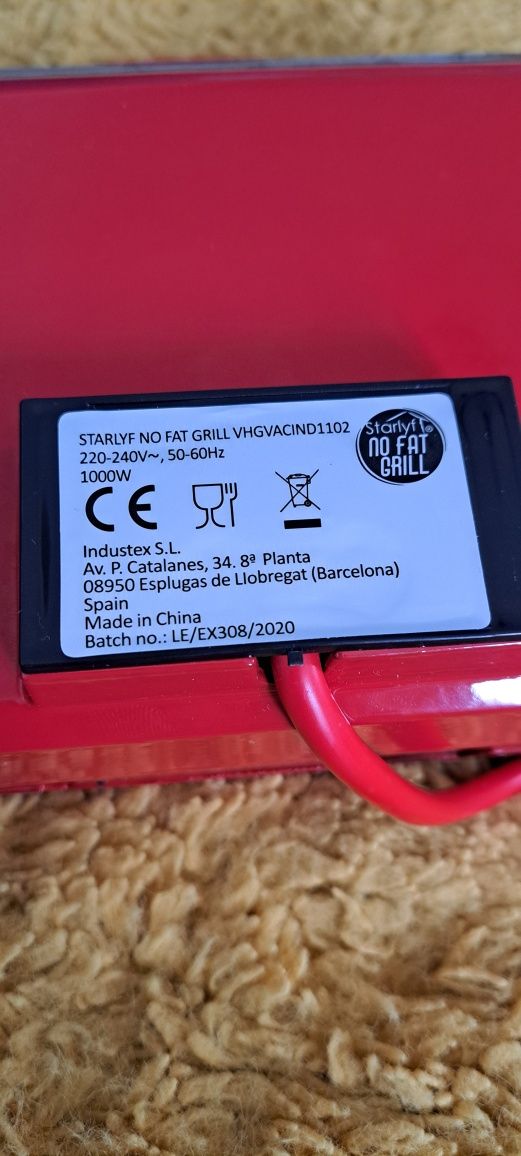 STARLYF NO FAT GRILL VHGVACIND1102
220-240V~, 50-60Hz
1000W
Starlyf®
NO FAT
GRILL
CE
Industex S.L.
Av. P. Catalanes, 34. 8ª Planta
08950 Esplugas de Llobregat (Barcelona)
Spain
Made in China
Batch no.: LE/EX308/2020